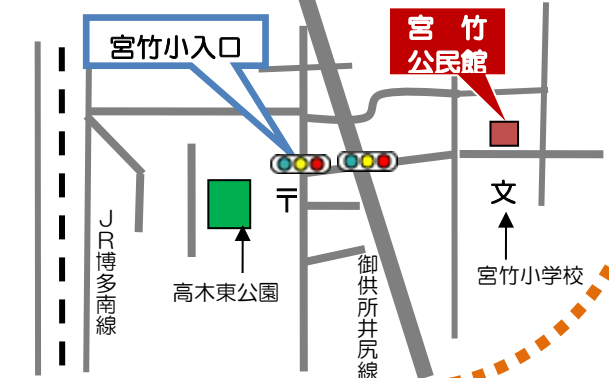 宮竹小入口
宮 竹
公民館
〒
文
高木東公園
宮竹小学校
JR博多南線
御供所井尻線